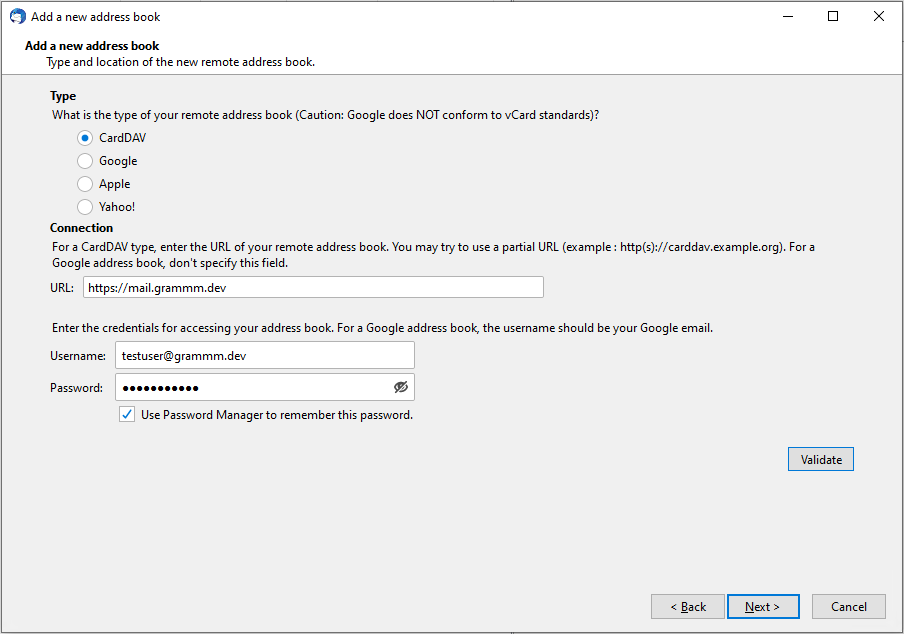 Add a new address book
Add a new address book
Type and location of the new remote address book.
Type
What is the type of your remote address book (Caution: Google does NOT conform to vCard standards)?
CardDAV
Google
Apple
Yahoo!
Connection
For a CardDAV type, enter the URL of your remote address book. You may try to use a partial URL (example : http(s)://carddav.example.org). For a
Google address book, don't specify this field.
URL: https://mail.grammm.dev
Enter the credentials for accessing your address book. For a Google address book, the username should be your Google email.
Username: testuser@grammm.dev
Password: ●●●●●●●●●●●
Use Password Manager to remember this password.
Validate
< Back Next > Cancel